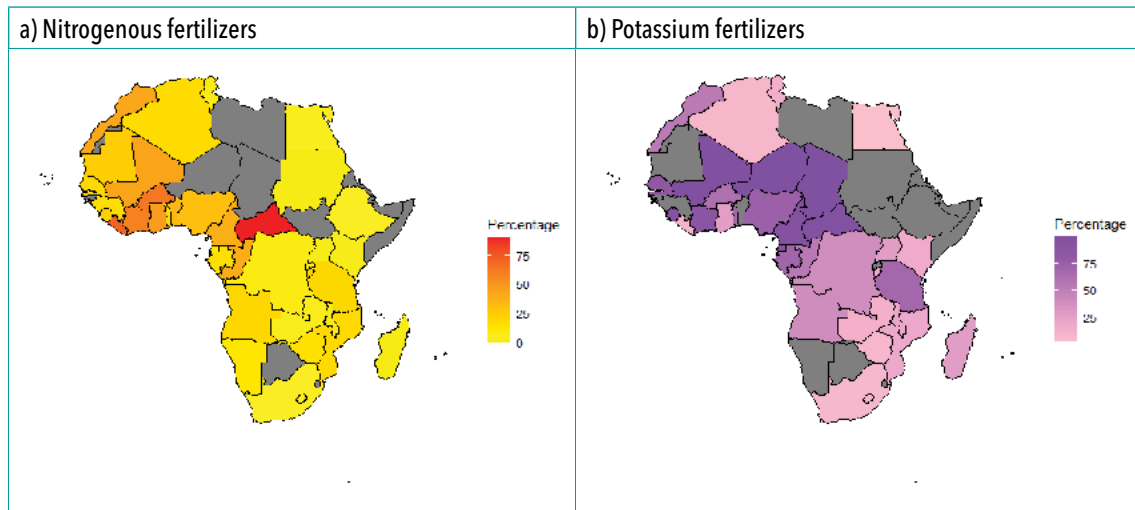 a) Nitrogenous fertilizers
b) Potassium fertilizers
Percentage
75
50
25
0
Percentage
75
50
25